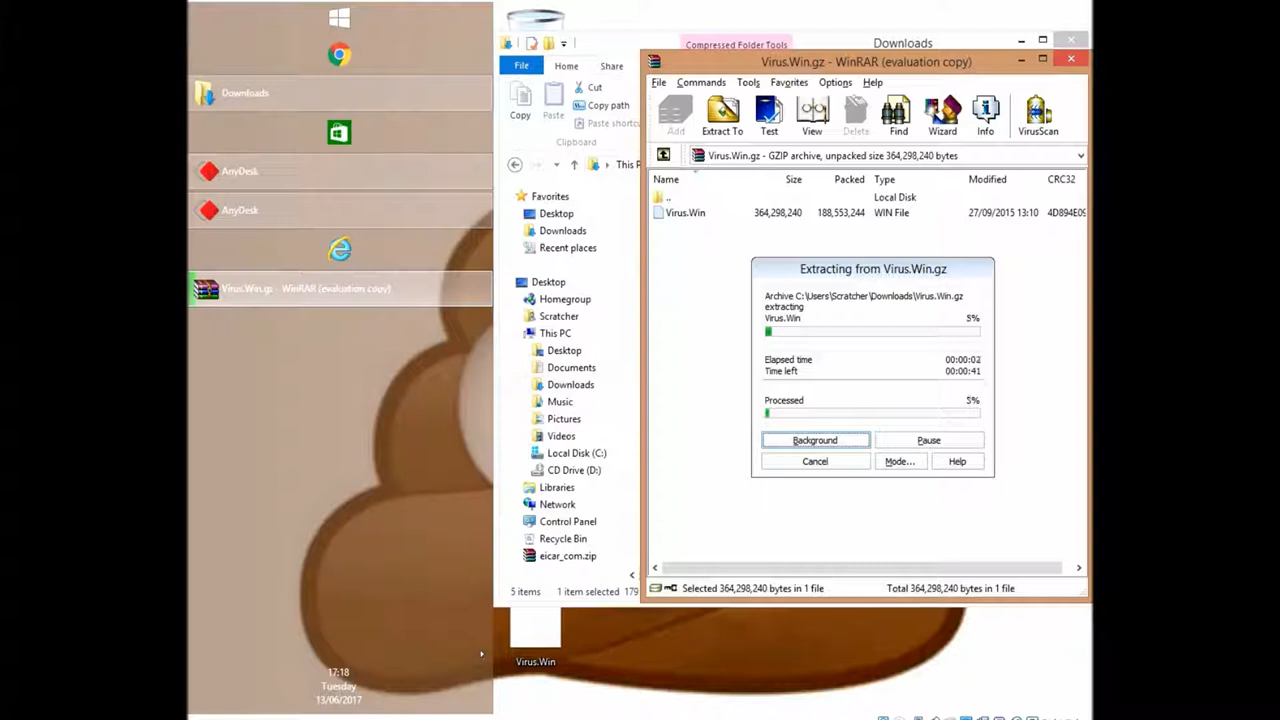 Downloads
AnyDesk
AnyDesk
Virus.Win.gz - WinRAR (evaluation copy)
17:18
Tuesday
13/06/2017
Compressed Folder Tools
Downloads
File Home Share
Copy
Paste
Cut
Copy path
Paste shortc
Clipboard
This P
Favorites
Desktop
Downloads
Recent places
Desktop
Homegroup
Scratcher
This PC
Desktop
Documents
Downloads
Music
Pictures
Videos
Local Disk (C:)
CD Drive (D:)
Libraries
Network
Control Panel
Recycle Bin
eicar_com.zip
5 items 1 item selected 179
Virus.Win
Virus.Win.gz - WinRAR (evaluation copy)
File Commands Tools Favorites Options Help
Add Extract To Test View Delete Find Wizard Info VirusScan
Virus.Win.gz - GZIP archive, unpacked size 364,298,240 bytes
Name Size Packed Type Modified CRC32
.. Local Disk
Virus.Win 364,298,240 188,553,244 WIN File 27/09/2015 13:10 4D894E09
Extracting from Virus.Win.gz
Archive C:\Users\Scratcher\Downloads\Virus.Win.gz
extracting
Virus.Win 5%
Elapsed time 00:00:02
Time left 00:00:41
Processed 5%
Background Pause
Cancel Mode... Help
Selected 364,298,240 bytes in 1 file Total 364,298,240 bytes in 1 file